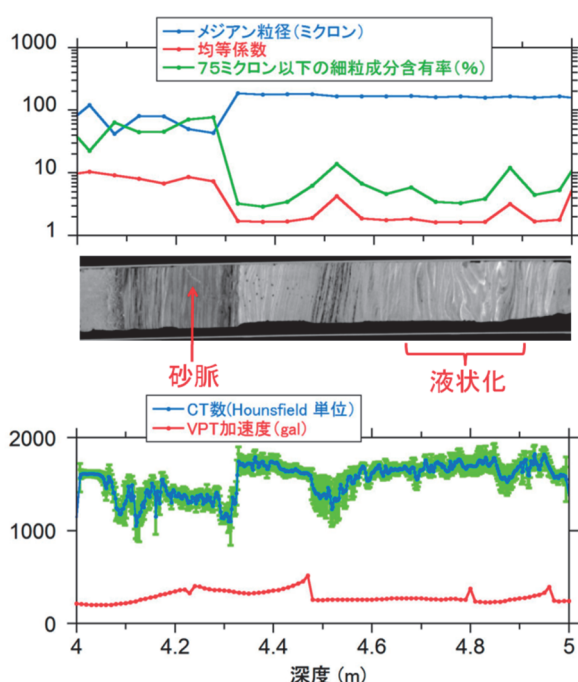 メジアン粒径(ミクロン)
均等係数
75ミクロン以下の細粒成分含有率(%)
1000
100
10
1
砂脈
液状化
CT数(Hounsfield 単位)
VPT加速度(gal)
2000
1000
0
4 4.2 4.4 4.6 4.8 5
深度 (m)